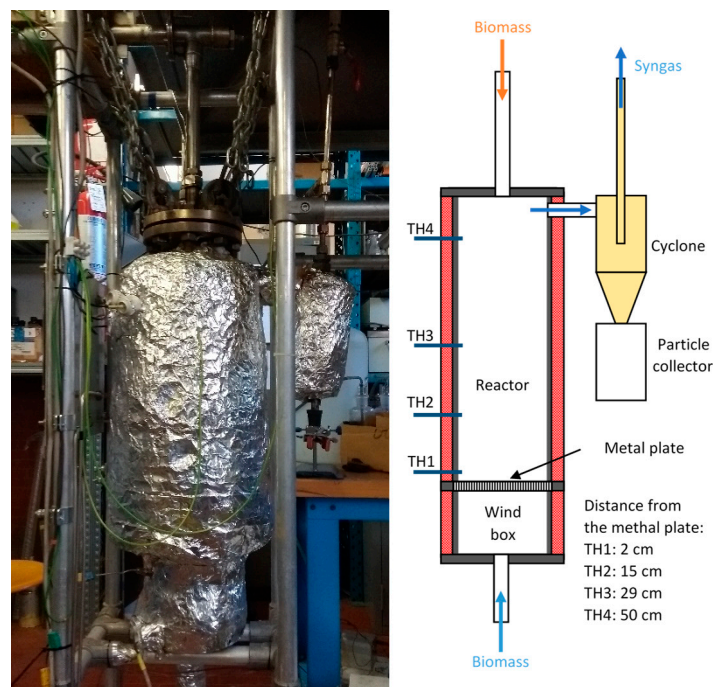 Biomass
Syngas
TH4
Cyclone
TH3
Particle
collector
Reactor
TH2
Metal plate
TH1
Wind
box
Distance from
the methal plate:
TH1: 2 cm
TH2: 15 cm
TH3: 29 cm
TH4: 50 cm
Biomass